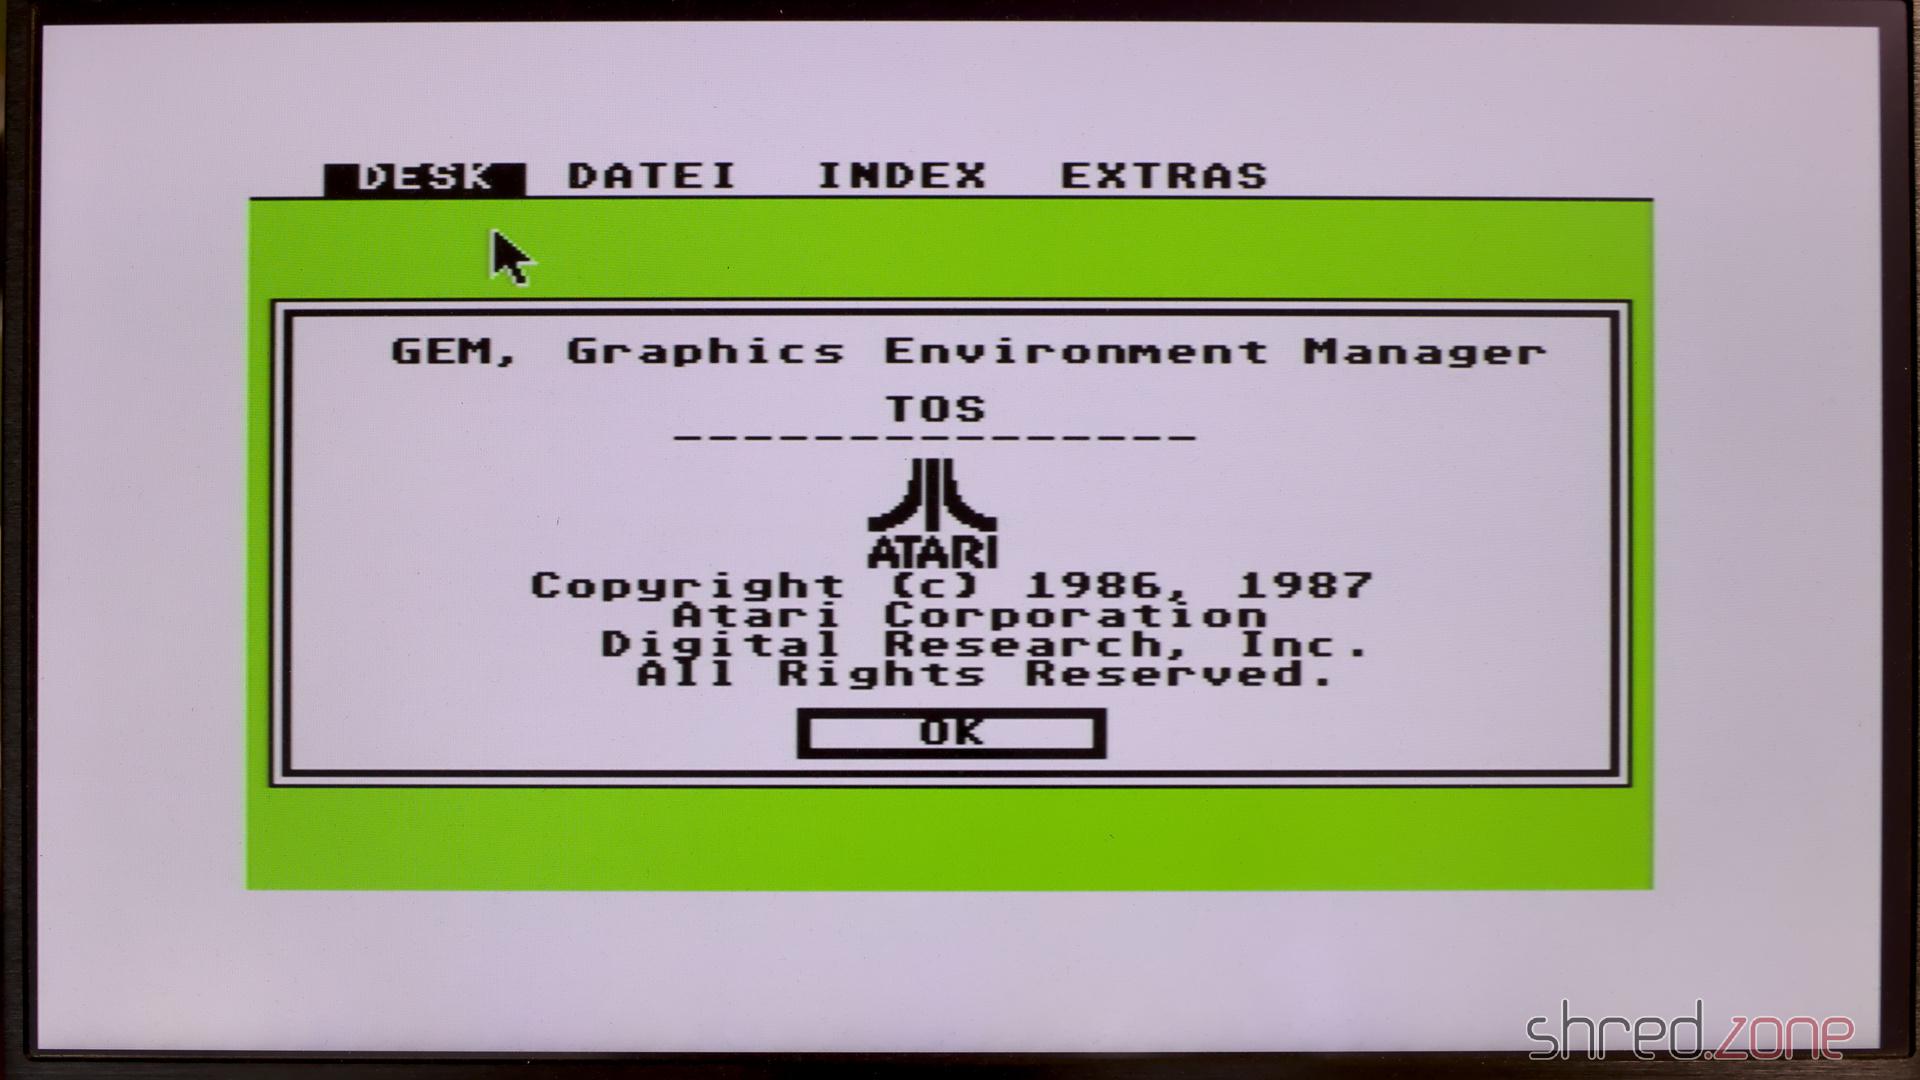 DESK DATEI INDEX EXTRAS
GEM, Graphics Environment Manager
TOS
---------------
ATARI
Copyright (c) 1986, 1987
Atari Corporation
Digital Research, Inc.
All Rights Reserved.
OK
shred.zone